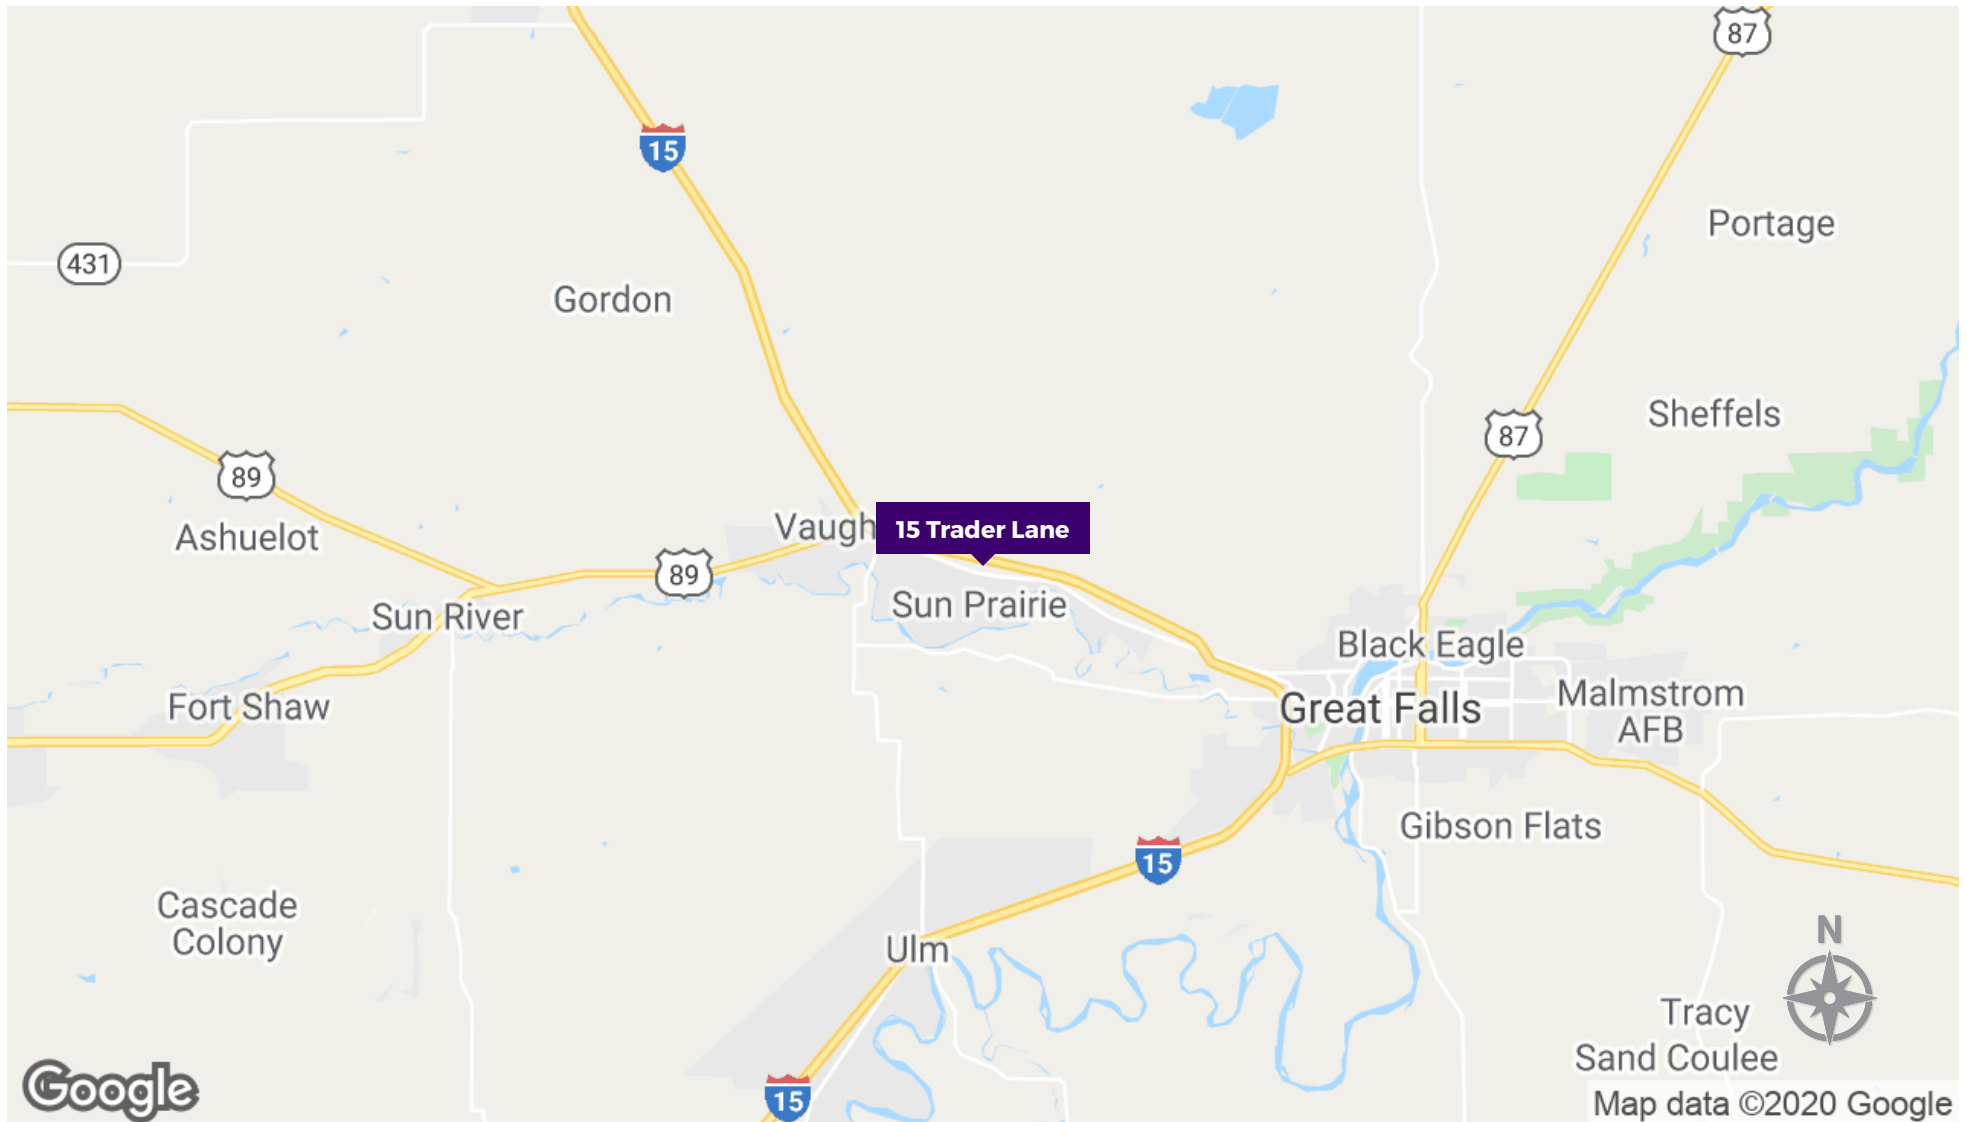 87
15
Portage
431
Gordon
Sheffels
87
89
Vaugh
15 Trader Lane
Ashuelot
89
Sun Prairie
Sun River
Black Eagle
Fort Shaw
Great Falls
Malmstrom
AFB
Gibson Flats
15
Cascade
Colony
Ulm
N
Tracy
Sand Coulee
15
Google
Map data ©2020 Google